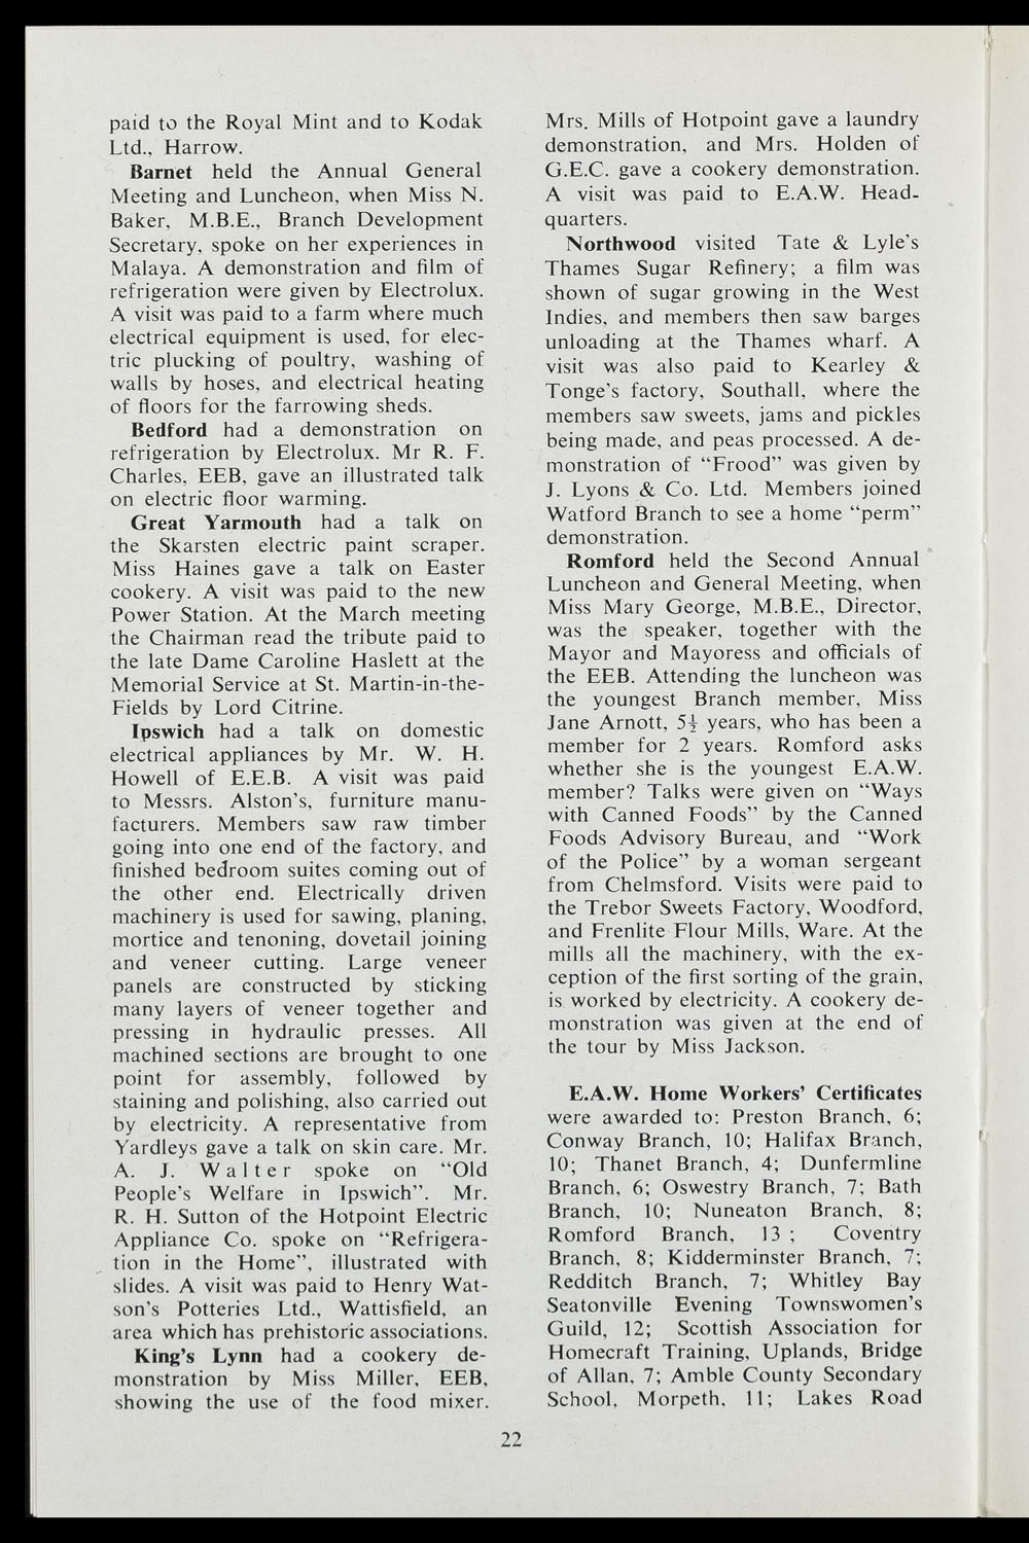 paid to the Royal Mint and to Kodak
Ltd., Harrow.
Barnet held the Annual General
Meeting and Luncheon, when Miss N.
Baker, M.B.E., Branch Development
Secretary, spoke on her experiences in
Malaya. A demonstration and film of
refrigeration were given by Electrolux.
A visit was paid to a farm where much
electrical equipment is used, for elec-
tric plucking of poultry, washing of
walls by hoses, and electrical heating
of floors for the farrowing sheds.
Bedford had a demonstration on
refrigeration by Electrolux. Mr R. F.
Charles, EEB, gave an illustrated talk
on electric floor warming.
Great Yarmouth had a talk on
the Skarsten electric paint scraper.
Miss Haines gave a talk on Easter
cookery. A visit was paid to the new
Power Station. At the March meeting
the Chairman read the tribute paid to
the late Dame Caroline Haslett at the
Memorial Service at St. Martin-in-the-
Fields by Lord Citrine.
Ipswich had a talk on domestic
electrical appliances by Mr. W. H.
Howell of E.E.B. A visit was paid
to Messrs. Alston's, furniture manu-
facturers. Members saw raw timber
going into one end of the factory, and
finished bedroom suites coming out of
the other end. Electrically driven
machinery is used for sawing, planing,
mortice and tenoning, dovetail joining
and veneer cutting. Large veneer
panels are constructed by sticking
many layers of veneer together and
pressing in hydraulic presses. All
machined sections are brought to one
point for assembly, followed by
staining and polishing, also carried out
by electricity. A representative from
Yardleys gave a talk on skin care. Mr.
A. J. Walter spoke on "Old
People's Welfare in Ipswich". Mr.
R. H. Sutton of the Hotpoint Electric
Appliance Co. spoke on "Refrigera-
tion in the Home", illustrated with
slides. A visit was paid to Henry Wat-
son's Potteries Ltd., Wattisfield, an
area which has prehistoric associations.
King's Lynn had a cookery de-
monstration by Miss Miller, EEB,
showing the use of the food mixer.
Mrs. Mills of Hotpoint gave a laundry
demonstration, and Mrs. Holden of
G.E.C. gave a cookery demonstration.
A visit was paid to E.A.W. Head-
quarters.
Northwood visited Tate & Lyle's
Thames Sugar Refinery; a film was
shown of sugar growing in the West
Indies, and members then saw barges
unloading at the Thames wharf. A
visit was also paid to Kearley &
Tonge's factory, Southall, where the
members saw sweets, jams and pickles
being made, and peas processed. A de-
monstration of "Frood" was given by
J. Lyons & Co. Ltd. Members joined
Watford Branch to see a home "perm"
demonstration.
Romford held the Second Annual
Luncheon and General Meeting, when
Miss Mary George, M.B.E., Director,
was the speaker, together with the
Mayor and Mayoress and officials of
the EEB. Attending the luncheon was
the youngest Branch member, Miss
Jane Arnott, 5½ years, who has been a
member for 2 years. Romford asks
whether she is the youngest E.A.W.
member? Talks were given on "Ways
with Canned Foods" by the Canned
Foods Advisory Bureau, and "Work
of the Police" by a woman sergeant
from Chelmsford. Visits were paid to
the Trebor Sweets Factory, Woodford,
and Frenlite Flour Mills, Ware. At the
mills all the machinery, with the ex-
ception of the first sorting of the grain,
is worked by electricity. A cookery de-
monstration was given at the end of
the tour by Miss Jackson.
E.A.W. Home Workers' Certificates
were awarded to: Preston Branch, 6;
Conway Branch, 10; Halifax Branch,
10; Thanet Branch, 4; Dunfermline
Branch, 6; Oswestry Branch, 7; Bath
Branch, 10; Nuneaton Branch, 8;
Romford Branch, 13 ; Coventry
Branch, 8; Kidderminster Branch, 7;
Redditch Branch, 7; Whitley Bay
Seatonville Evening Townswomen's
Guild, 12; Scottish Association for
Homecraft Training, Uplands, Bridge
of Allan, 7; Amble County Secondary
School, Morpeth, 11; Lakes Road
22